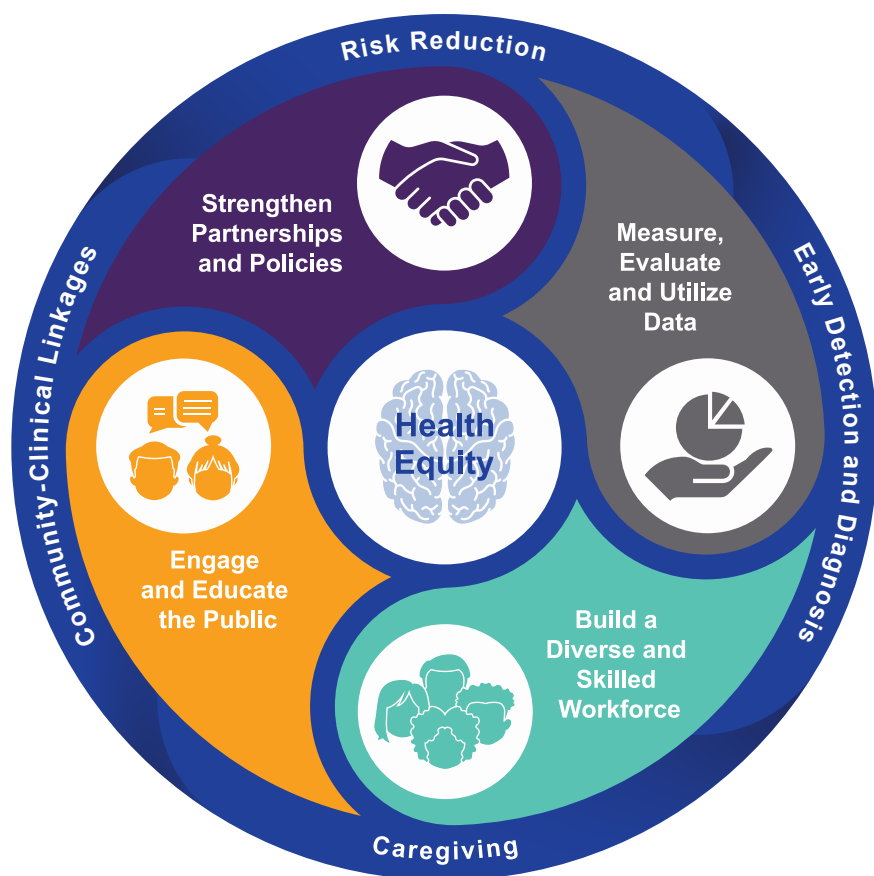 Risk Reduction
Strengthen
Partnerships
and Policies
Measure,
Evaluate
and Utilize
Data
Early Detection and Diagnosis
Community-Clinical Linkages
Health
Equity
Engage
and Educate
the Public
Build a
Diverse and
Skilled
Workforce
Caregiving